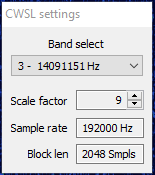 CWSL settings
Band select
3 - 14091151 Hz
Scale factor 9
Sample rate 192000 Hz
Block len 2048 Smpls